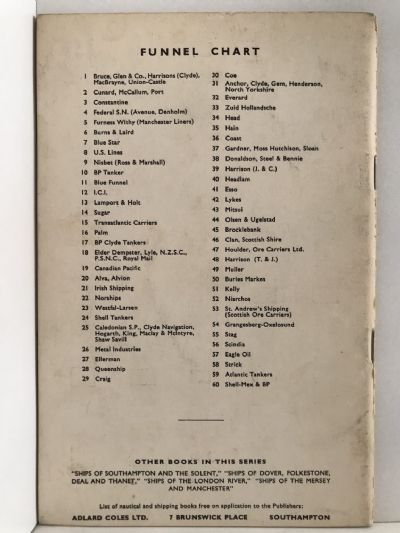 FUNNEL CHART
1 Bruce, Glen & Co., Harrisons (Clyde),
MacBrayne, Union-Castle
2 Cunard, McCallum, Port
3 Constantine
4 Federal S.N. (Avenue, Denholm)
5 Furness Withy (Manchester Liners)
6 Burns & Laird
7 Blue Star
8 U.S. Lines
9 Nisbet (Ross & Marshall)
10 BP Tanker
11 Blue Funnel
12 I.C.I.
13 Lamport & Holt
14 Sugar
15 Transatlantic Carriers
16 Palm
17 BP Clyde Tankers
18 Elder Dempster, Lyle, N.Z.S.C.,
P.S.N.C., Royal Mail
19 Canadian Pacific
20 Alva, Alvion
21 Irish Shipping
22 Norships
23 Westfal-Larsen
24 Shell Tankers
25 Caledonian S.P., Clyde Navigation,
Hogarth, King, Maclay & McIntyre,
Shaw Savill
26 Metal Industries
27 Ellerman
28 Queenship
29 Craig
30 Coe
31 Anchor, Clyde, Gem, Henderson,
North Yorkshire
32 Everard
33 Zuid Hollandsche
34 Head
35 Hain
36 Coast
37 Gardner, Moss Hutchison, Sloan
38 Donaldson, Steel & Bennie
39 Harrison (J. & C.)
40 Headlam
41 Esso
42 Lykes
43 Mitsui
44 Olsen & Ugelstad
45 Brocklebank
46 Clan, Scottish Shire
47 Houlder, Ore Carriers Ltd.
48 Harrison (T. & J.)
49 Muller
50 Buries Markes
51 Kelly
52 Niarchos
53 St. Andrew's Shipping
(Scottish Ore Carriers)
54 Grangesberg-Oxelosund
55 Stag
56 Scindia
57 Eagle Oil
58 Strick
59 Atlantic Tankers
60 Shell-Mex & BP
OTHER BOOKS IN THIS SERIES
"SHIPS OF SOUTHAMPTON AND THE SOLENT," "SHIPS OF DOVER, FOLKESTONE,
DEAL AND THANET," "SHIPS OF THE LONDON RIVER," "SHIPS OF THE MERSEY
AND MANCHESTER"
List of nautical and shipping books free on application to the Publishers:
ADLARD COLES LTD. 7 BRUNSWICK PLACE SOUTHAMPTON